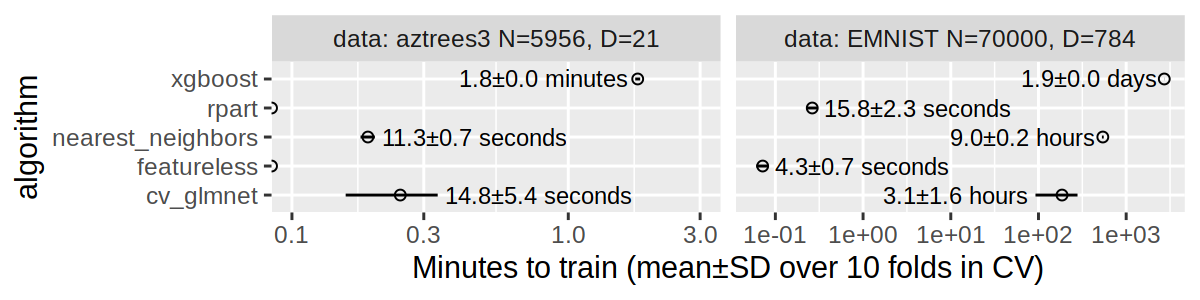 data: aztrees3 N=5956, D=21
data: EMNIST N=70000, D=784
algorithm
xgboost
1.8±0.0 minutes
1.9±0.0 days
rpart
15.8±2.3 seconds
nearest_neighbors
11.3±0.7 seconds
9.0±0.2 hours
featureless
4.3±0.7 seconds
cv_glmnet
14.8±5.4 seconds
3.1±1.6 hours
0.1 0.3 1.0 3.0
1e-01 1e+00 1e+01 1e+02 1e+03
Minutes to train (mean±SD over 10 folds in CV)